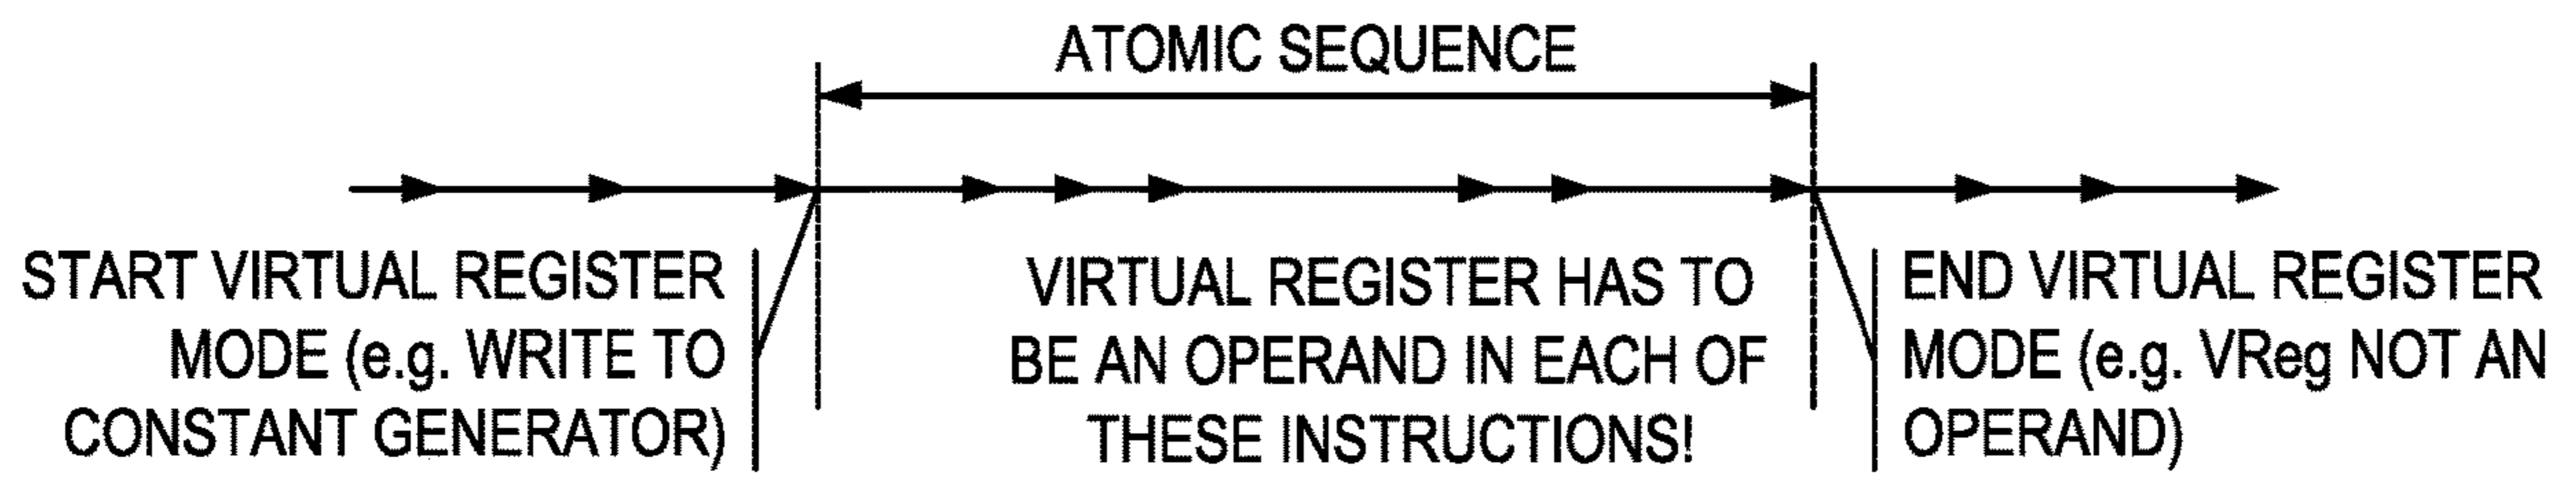 ATOMIC SEQUENCE
START VIRTUAL REGISTER
MODE (e.g. WRITE TO
CONSTANT GENERATOR)
VIRTUAL REGISTER HAS TO
BE AN OPERAND IN EACH OF
THESE INSTRUCTIONS!
END VIRTUAL REGISTER
MODE (e.g. VReg NOT AN
OPERAND)